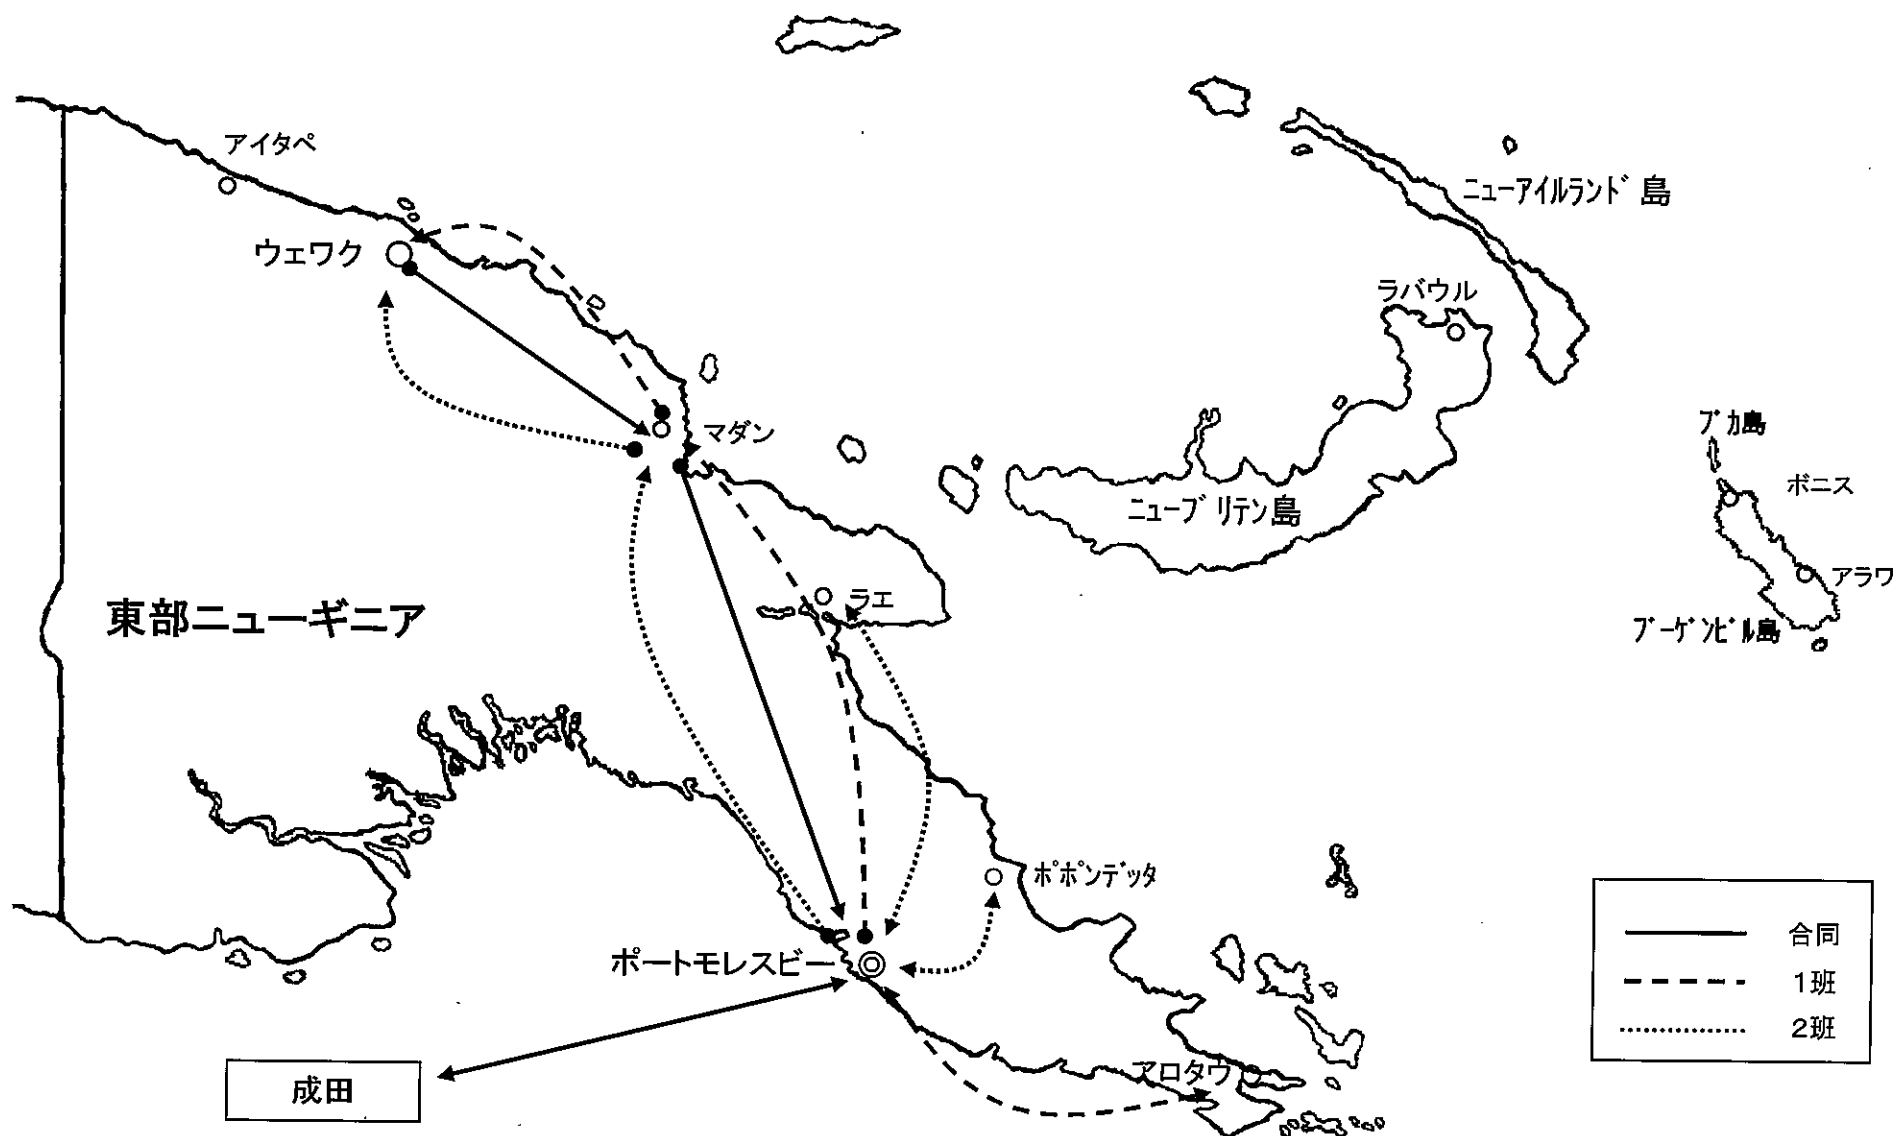 アイタペ
ニューアイルランド島
ウェワク
ラバウル
マダン
ブカ島
ボニス
ニューブリテン島
アラワ
ラエ
東部ニューギニア
ブーゲンビル島
ポポンデッタ
合同
ポートモレスビー
1班
2班
アロタウ
成田